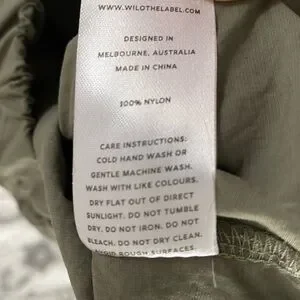 WWW.WILDTHELABEL.COM
DESIGNED IN
MELBOURNE, AUSTRALIA
MADE IN CHINA
100% NYLON
CARE INSTRUCTIONS:
COLD HAND WASH OR
GENTLE MACHINE WASH.
WASH WITH LIKE COLOURS.
DRY FLAT OUT OF DIRECT
SUNLIGHT. DO NOT TUMBLE
DRY. DO NOT IRON. DO NOT
BLEACH. DO NOT DRY CLEAN.
AVOID ROUGH SURFACES.